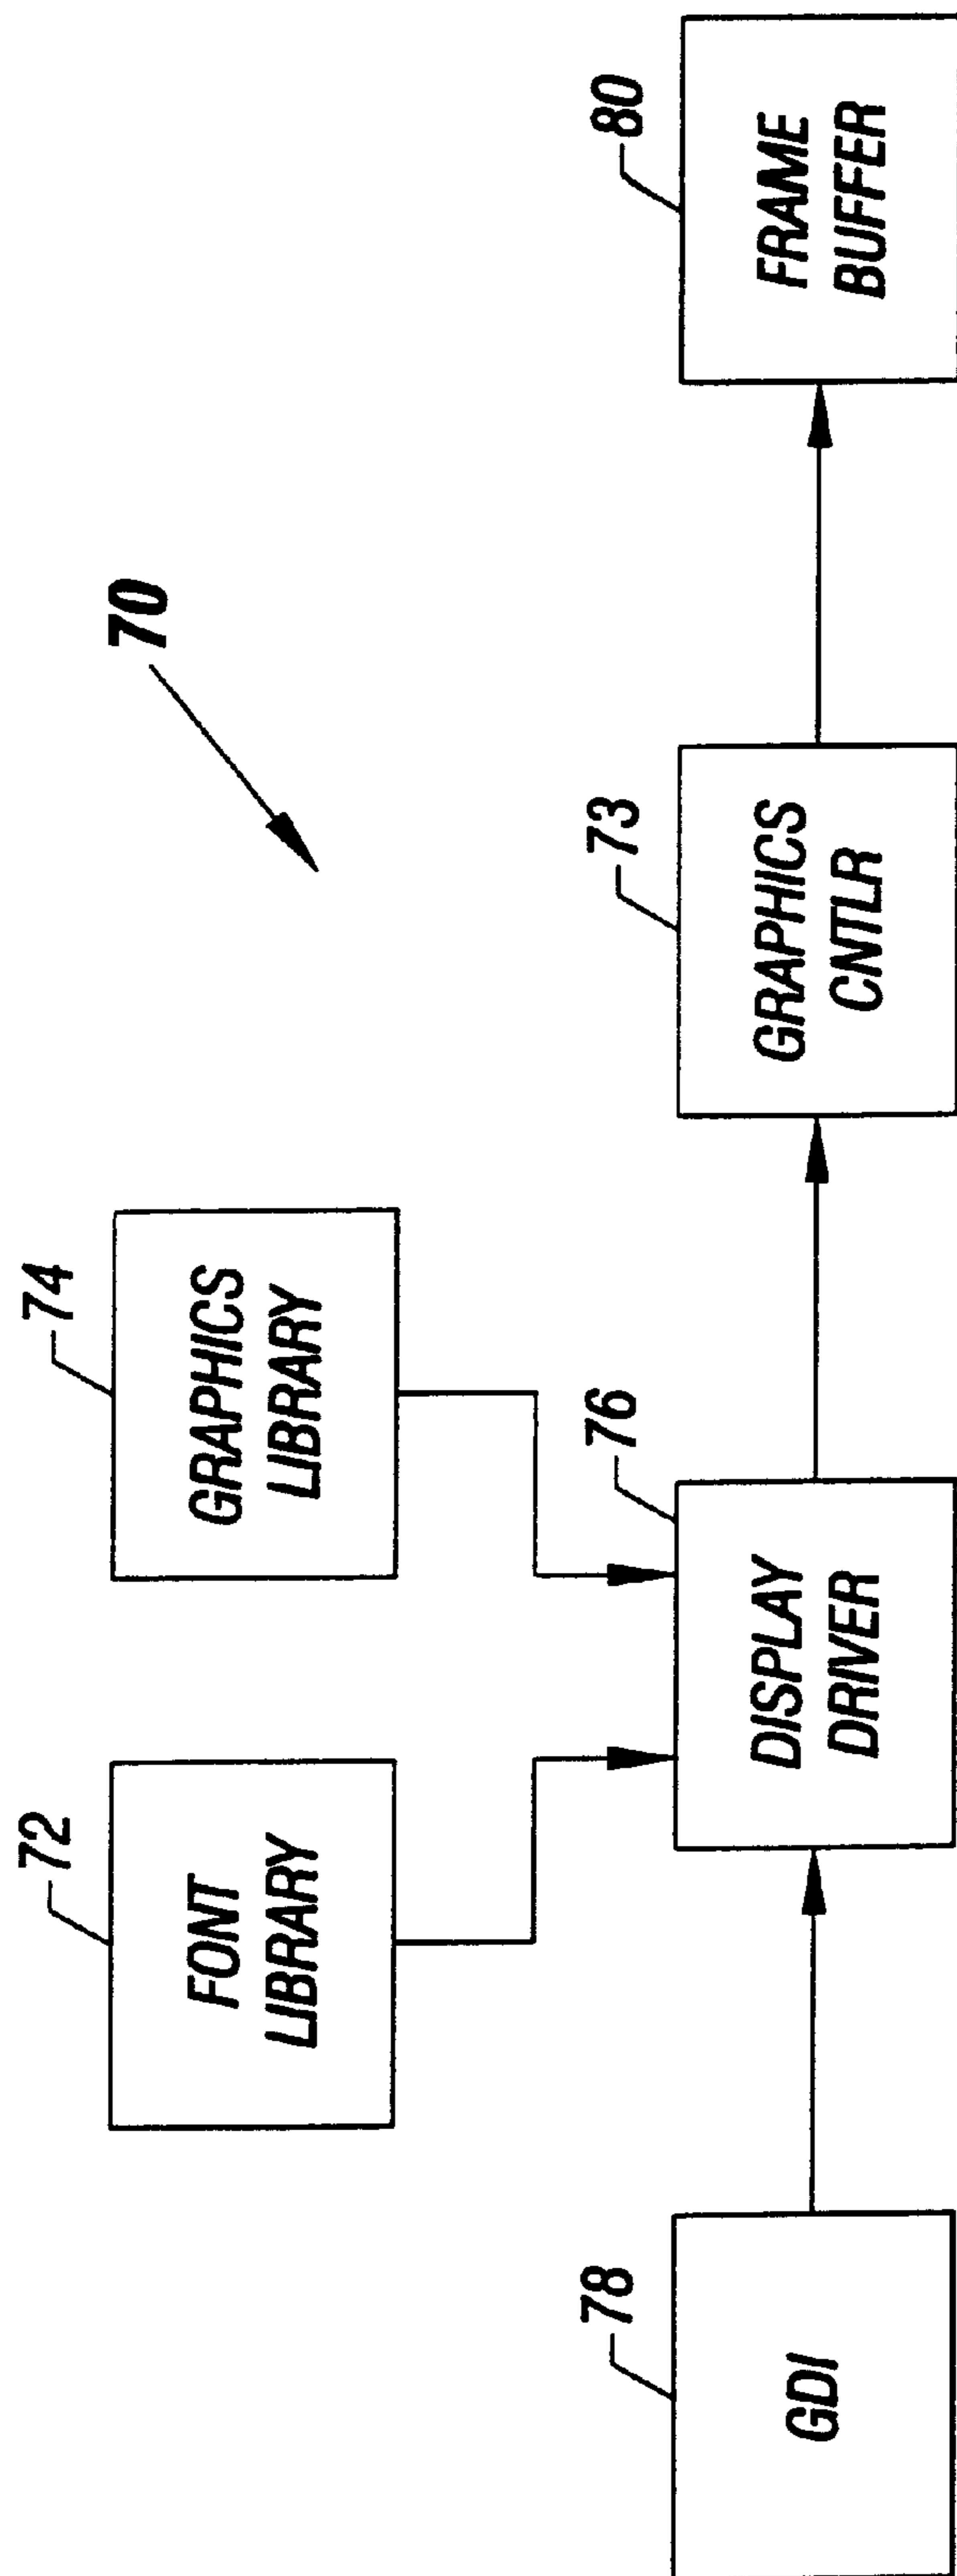 70
72
FONT
LIBRARY
74
GRAPHICS
LIBRARY
78
GDI
76
DISPLAY
DRIVER
73
GRAPHICS
CNTLR
80
FRAME
BUFFER